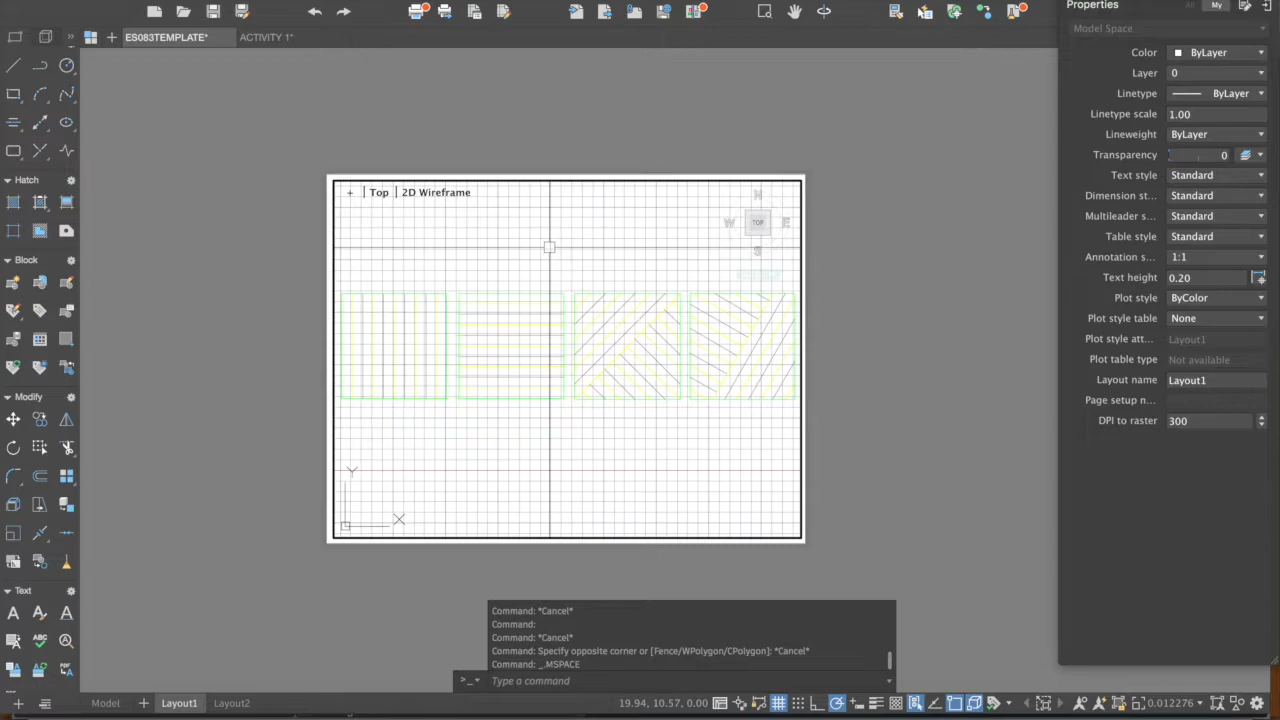 Properties
All
My
ES083TEMPLATE*
ACTIVITY 1*
Model Space
Color
ByLayer
Layer
0
Linetype
ByLayer
Linetype scale
1.00
Lineweight
ByLayer
Transparency
0
Text style
Standard
Dimension st...
Standard
Multileader s...
Standard
Table style
Standard
Annotation s...
1:1
Text height
0.20
Plot style
ByColor
Plot style table
None
Plot style att...
Layout1
Plot table type
Not available
Layout name
Layout1
Page setup n...
DPI to raster
300
Hatch
Block
Modify
Text
A
A
A
ABC
PDF
+ | Top | 2D Wireframe
N
W
TOP
E
S
Y
X
Command: *Cancel*
Command:
Command: *Cancel*
Command: Specify opposite corner or [Fence/WPolygon/CPolygon]: *Cancel*
Command: _.MSPACE
>_
Type a command
Model
Layout1
Layout2
19.94, 10.57, 0.00
0.012276